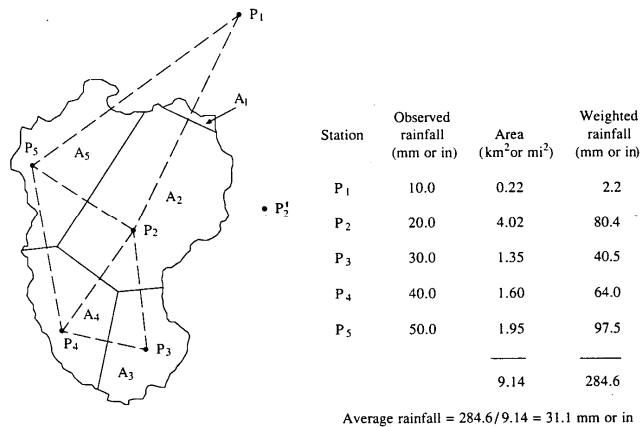 P1
A1
P5
A5
A2
P2'
P2
A4
P4
P3
A3
Station Observed rainfall (mm or in) Area (km² or mi²) Weighted rainfall (mm or in)
P1 10.0 0.22 2.2
P2 20.0 4.02 80.4
P3 30.0 1.35 40.5
P4 40.0 1.60 64.0
P5 50.0 1.95 97.5
9.14 284.6
Average rainfall = 284.6/9.14 = 31.1 mm or in